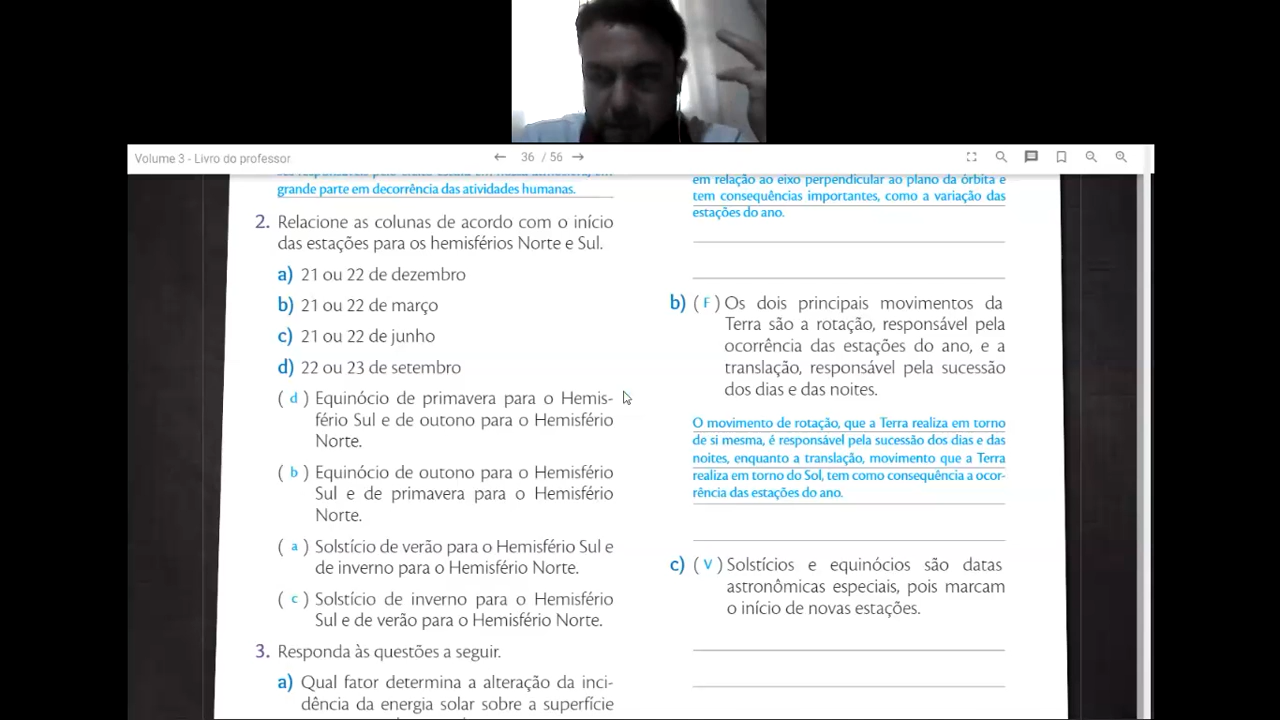 Volume 3 - Livro do professor
36 / 56
grande parte em decorrência das atividades humanas.
2. Relacione as colunas de acordo com o início
das estações para os hemisférios Norte e Sul.
a) 21 ou 22 de dezembro
b) 21 ou 22 de março
c) 21 ou 22 de junho
d) 22 ou 23 de setembro
( d ) Equinócio de primavera para o Hemis-
fério Sul e de outono para o Hemisfério
Norte.
( b ) Equinócio de outono para o Hemisfério
Sul e de primavera para o Hemisfério
Norte.
( a ) Solstício de verão para o Hemisfério Sul e
de inverno para o Hemisfério Norte.
( c ) Solstício de inverno para o Hemisfério
Sul e de verão para o Hemisfério Norte.
3. Responda às questões a seguir.
a) Qual fator determina a alteração da inci-
dência da energia solar sobre a superfície
em relação ao eixo perpendicular ao plano da órbita e
tem consequências importantes, como a variação das
estações do ano.
b) ( F ) Os dois principais movimentos da
Terra são a rotação, responsável pela
ocorrência das estações do ano, e a
translação, responsável pela sucessão
dos dias e das noites.
O movimento de rotação, que a Terra realiza em torno
de si mesma, é responsável pela sucessão dos dias e das
noites, enquanto a translação, movimento que a Terra
realiza em torno do Sol, tem como consequência a ocor-
rência das estações do ano.
c) ( V ) Solstícios e equinócios são datas
astronômicas especiais, pois marcam
o início de novas estações.